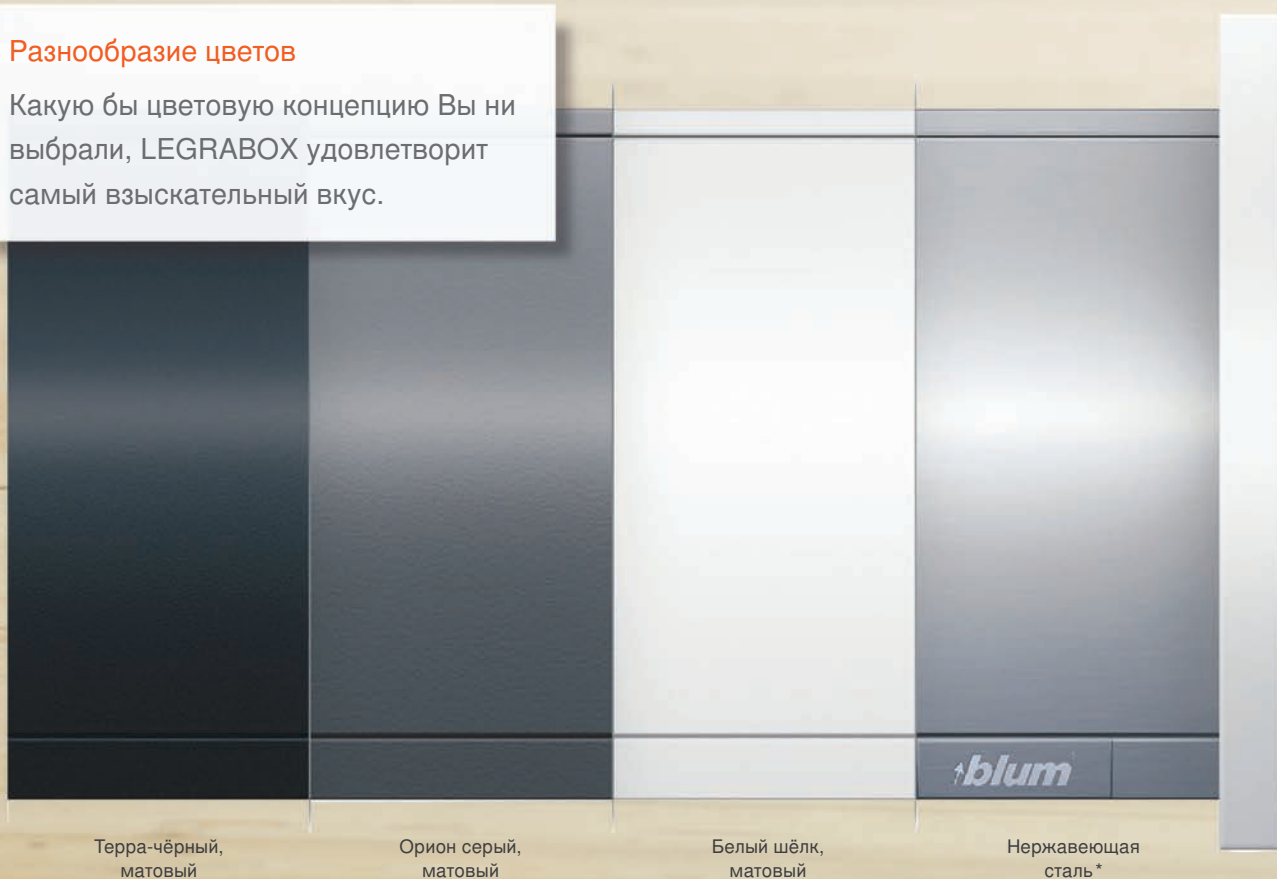 Разнообразие цветов
Какую бы цветовую концепцию Вы ни
выбрали, LEGRABOX удовлетворит
самый взыскательный вкус.
blum
Терра-чёрный,
матовый
Орион серый,
матовый
Белый шёлк,
матовый
Нержавеющая
сталь*